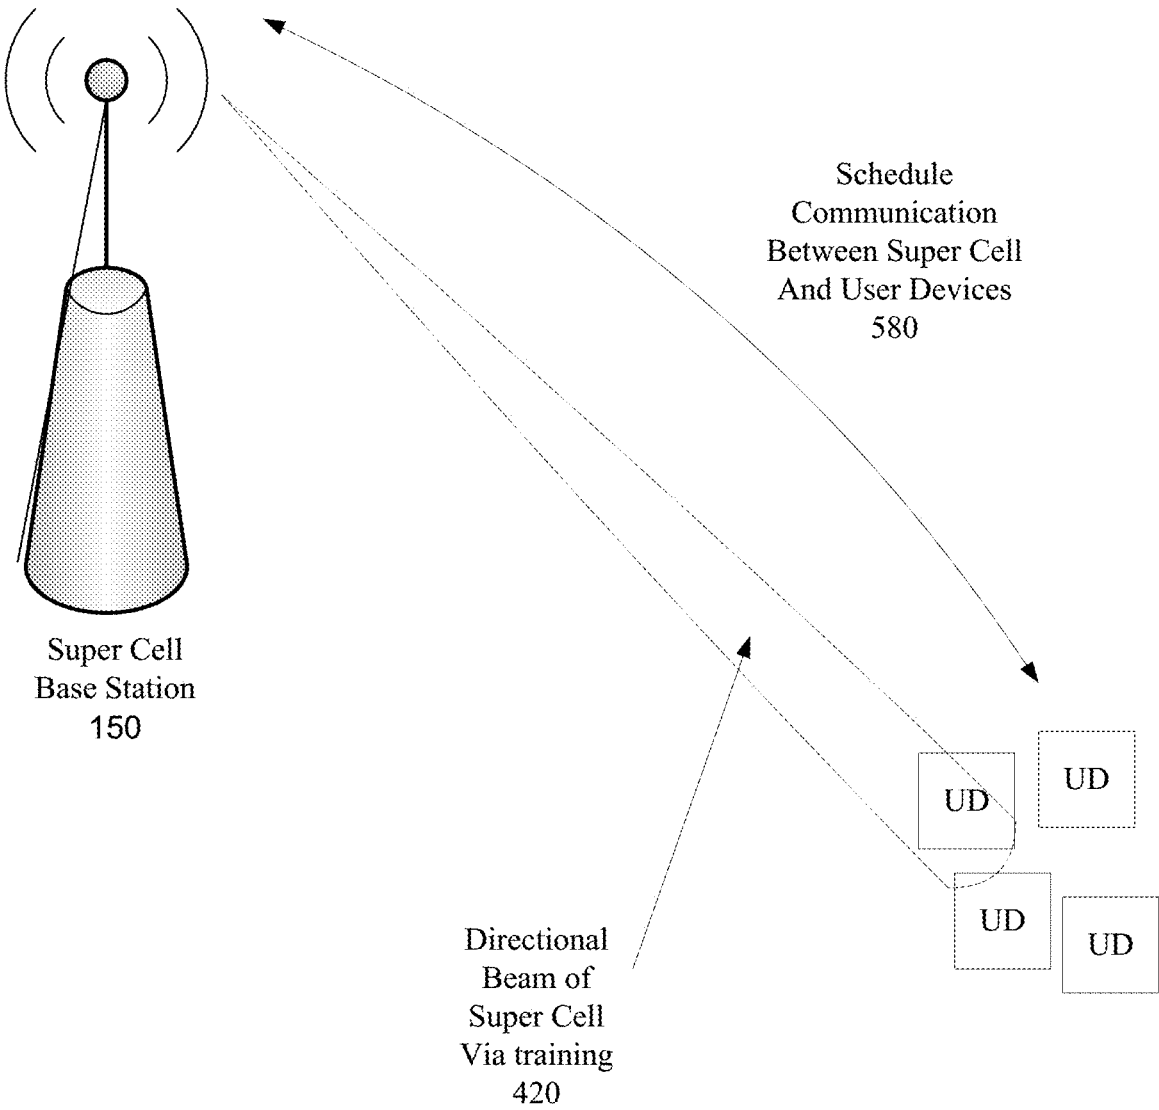 Schedule
Communication
Between Super Cell
And User Devices
580
Super Cell
Base Station
150
UD
UD
UD
UD
Directional
Beam of
Super Cell
Via training
420